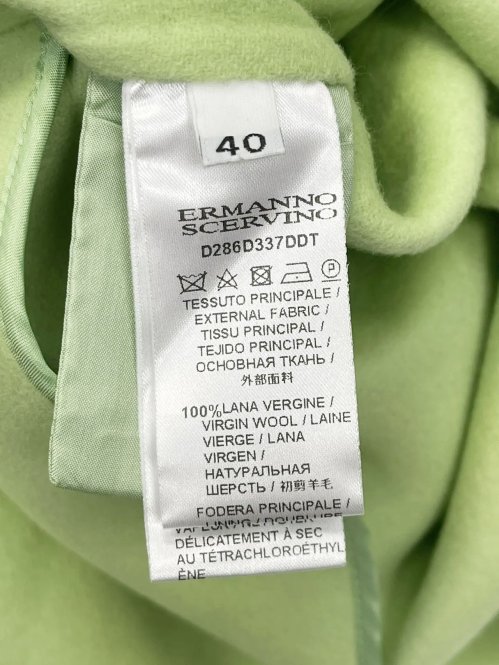 40
ERMANNO
SCERVINO
D286D337DDT
TESSUTO PRINCIPALE /
EXTERNAL FABRIC /
TISSU PRINCIPAL /
TEJIDO PRINCIPAL /
ОСНОВНАЯ ТКАНЬ /
外部面料
100%LANA VERGINE /
VIRGIN WOOL / LAINE
VIERGE / LANA
VIRGEN /
НАТУРАЛЬНАЯ
ШЕРСТЬ / 初剪羊毛
FODERA PRINCIPALE /
DÉLICATEMENT À SEC
AU TÉTRACHLOROÉTHYL
ÈNE